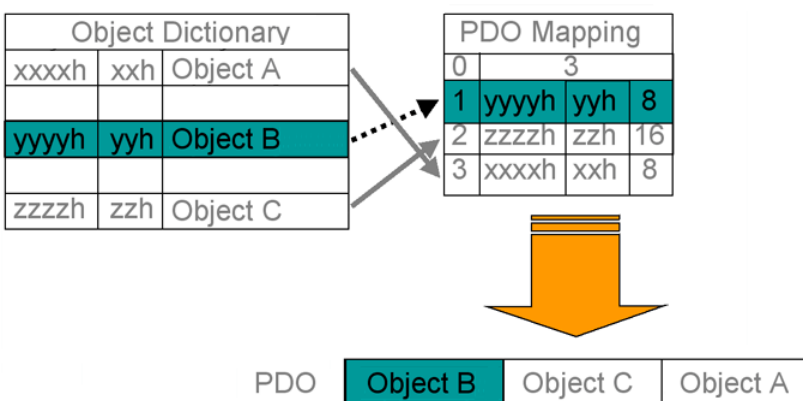 Object Dictionary
xxxxh xxh Object A
yyyyh yyh Object B
zzzzh zzh Object C
PDO Mapping
0 3
1 yyyyh yyh 8
2 zzzzh zzh 16
3 xxxxh xxh 8
PDO Object B Object C Object A